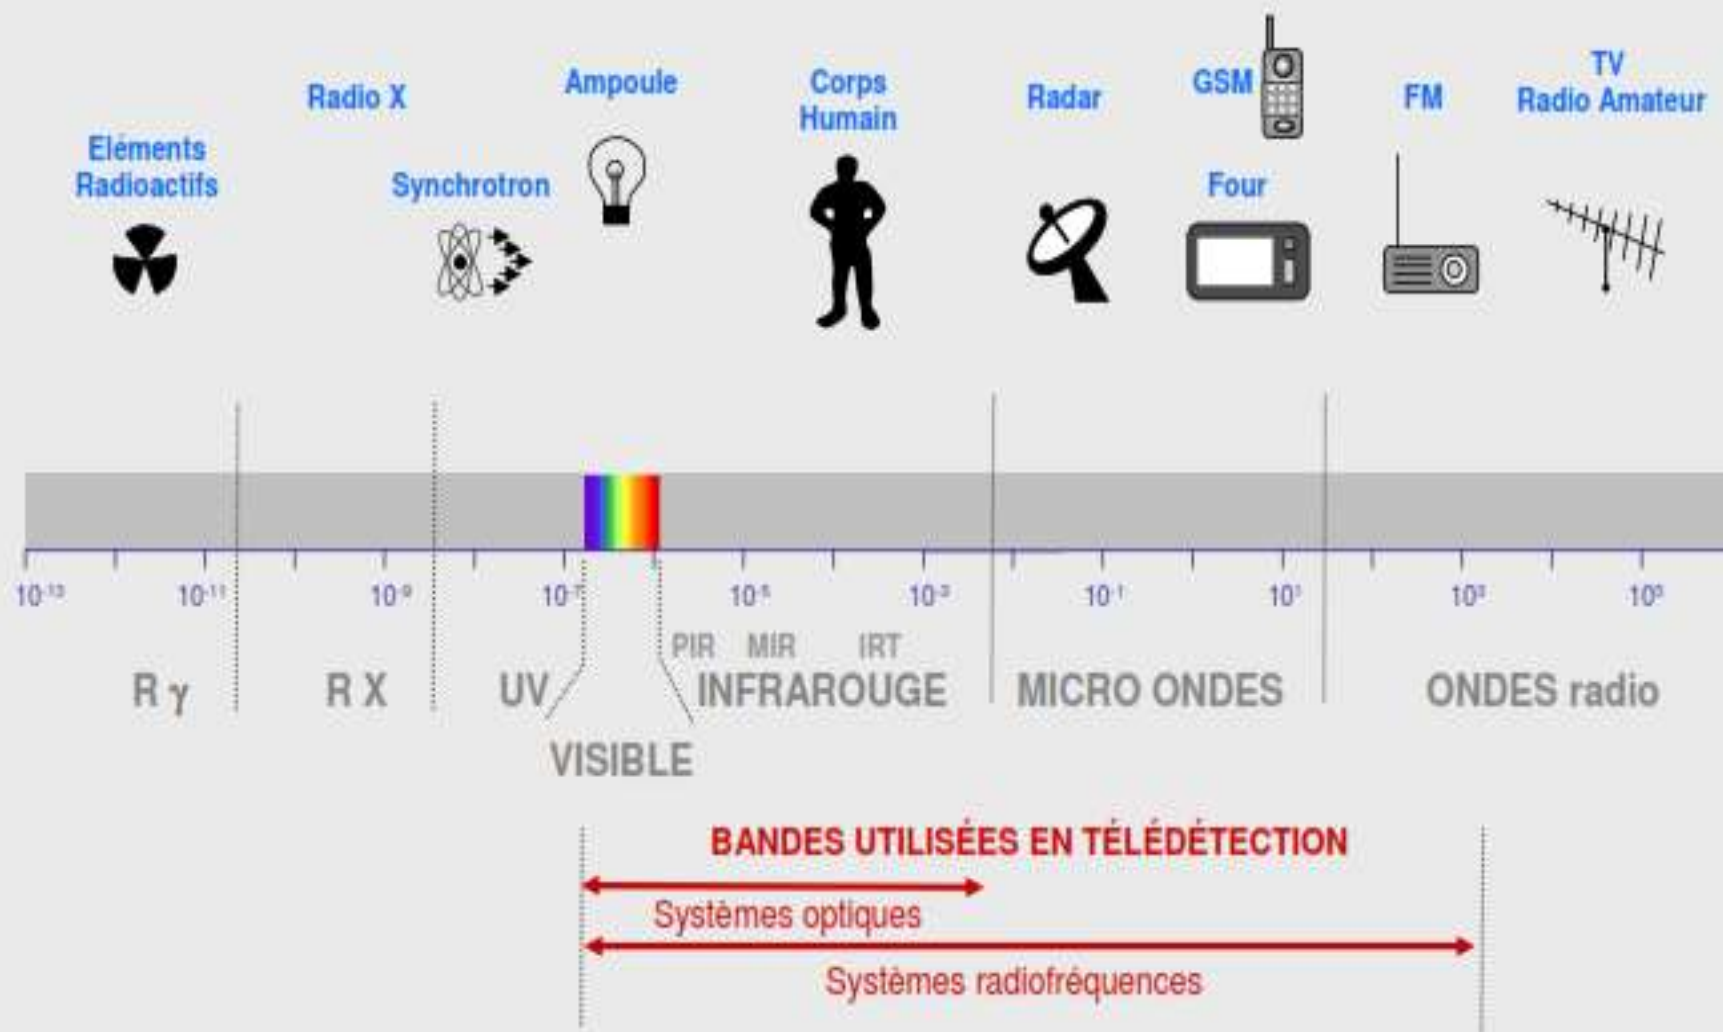 TV
Ampoule
Corps
GSM
Radio X
Radar
FM
Radio Amateur
Humain
Eléments
Radioactifs
Synchrotron
Four
10⁻¹³ 10⁻¹¹ 10⁻⁹ 10⁻⁷ 10⁻⁵ 10⁻³ 10⁻¹ 10¹ 10³ 10⁵
PIR MIR IRT
R γ R X UV INFRAROUGE MICRO ONDES ONDES radio
VISIBLE
BANDES UTILISÉES EN TÉLÉDÉTECTION
Systèmes optiques
Systèmes radiofréquences